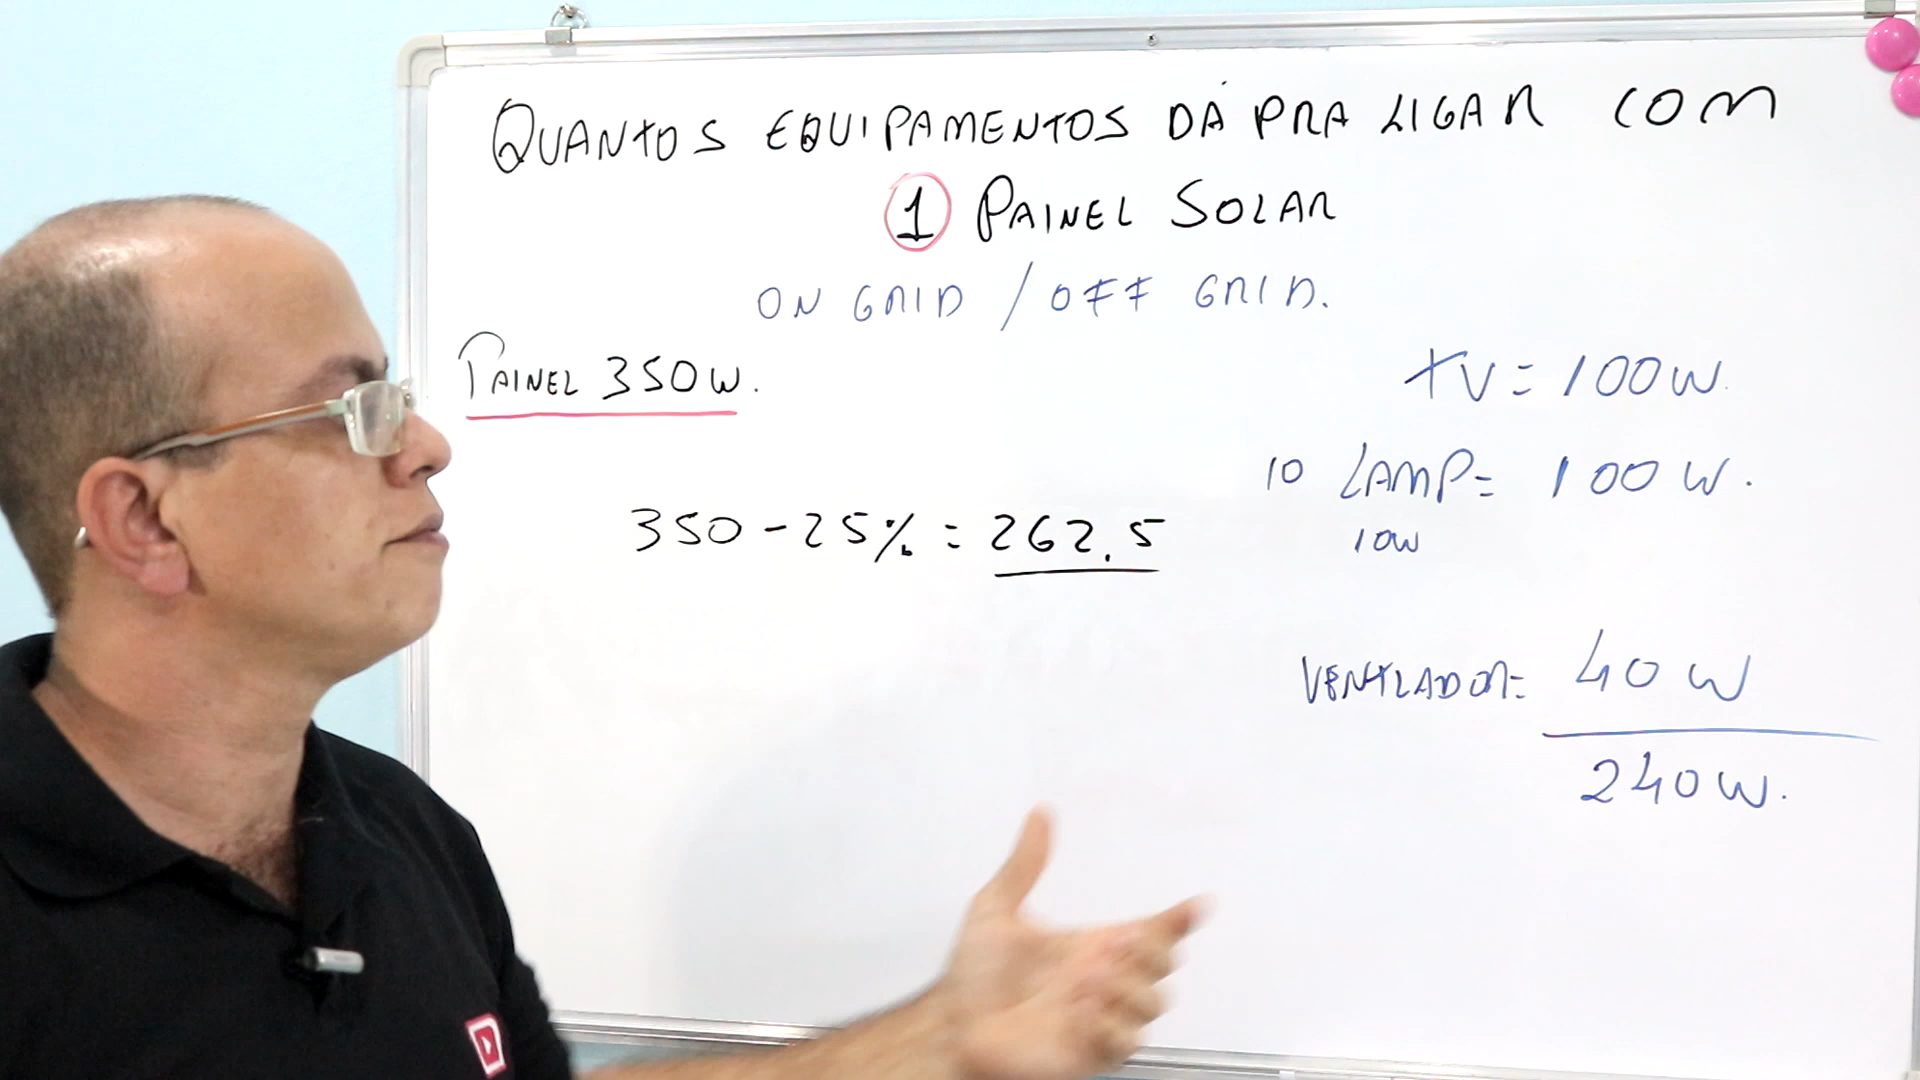 QUANTOS EQUIPAMENTOS DÁ PRA LIGAR COM
1 PAINEL SOLAR
ON GRID / OFF GRID.
PAINEL 350W.
350 - 25% = 262.5
TV = 100W.
10 LAMP = 100W.
10W
VENTILADOR = 40W
240W.